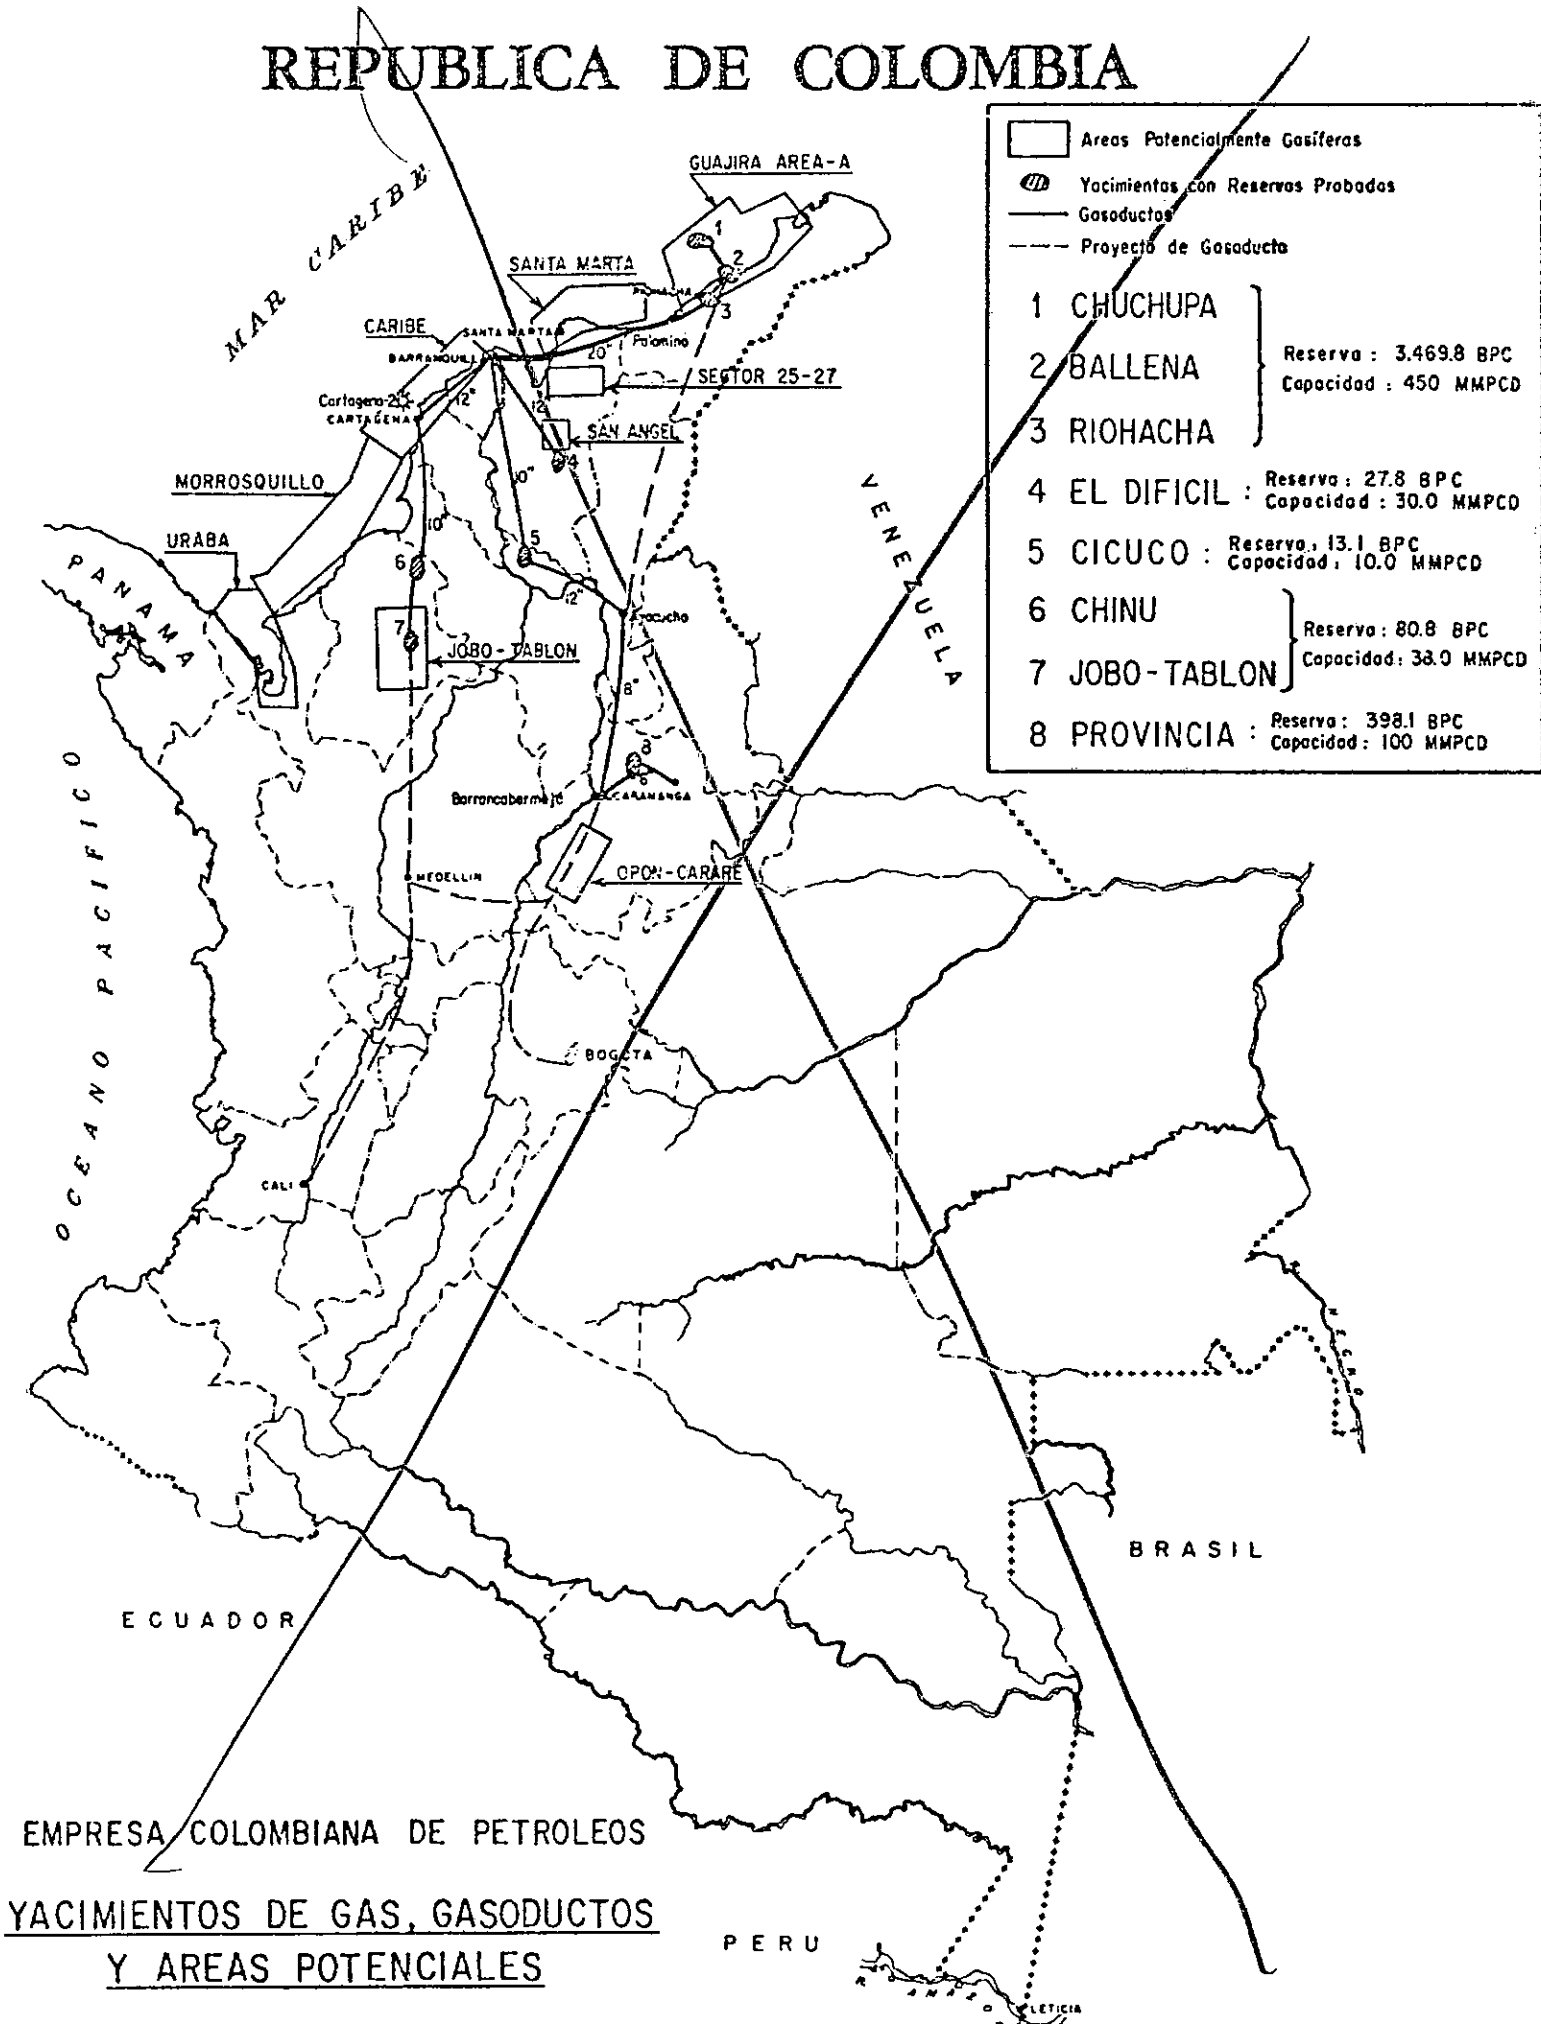 REPUBLICA DE COLOMBIA
Areas Potencialmente Gasíferas
Yacimientos con Reservas Probadas
Gasoductos
Proyecto de Gasoducto
1 CHUCHUPA
2 BALLENA
3 RIOHACHA
Reserva : 3.469.8 BPC
Capacidad : 450 MMPCD
4 EL DIFICIL : Reserva : 27.8 BPC
Capacidad : 30.0 MMPCD
5 CICUCO : Reserva : 13.1 BPC
Capacidad : 10.0 MMPCD
6 CHINU
7 JOBO-TABLON
Reserva : 80.8 BPC
Capacidad : 38.0 MMPCD
8 PROVINCIA : Reserva : 398.1 BPC
Capacidad : 100 MMPCD
MAR CARIBE
GUAJIRA AREA-A
1
2
SANTA MARTA
3
CARIBE
SANTA MARTA
Palomino
20"
SECTOR 25-27
Cartagena-2
12"
12
CARTAGENA
SAN ANGEL
4
MORROSQUILLO
10"
10"
URABA
5
6
PANAMA
12"
7
JOBO-TABLON
8"
VENEZUELA
8
Barrancabermeja
MEDELLIN
OPON-CARARE
OCEANO PACIFICO
BOGOTA
CALI
NEGRO
BRASIL
ECUADOR
PERU
LETICIA
EMPRESA COLOMBIANA DE PETROLEOS
YACIMIENTOS DE GAS, GASODUCTOS
Y AREAS POTENCIALES